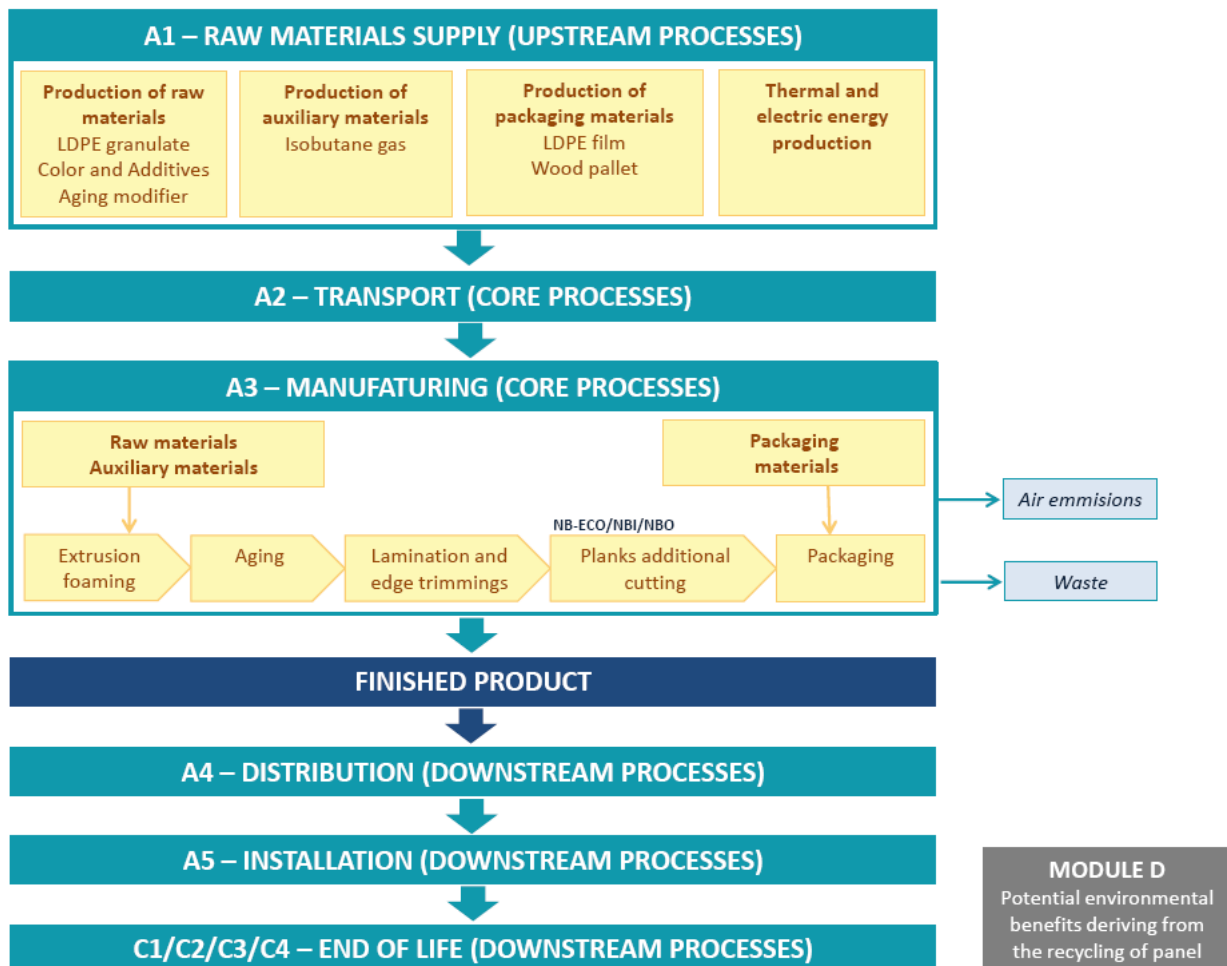 A1 – RAW MATERIALS SUPPLY (UPSTREAM PROCESSES)
Production of raw
materials
LDPE granulate
Color and Additives
Aging modifier
Production of
auxiliary materials
Isobutane gas
Production of
packaging materials
LDPE film
Wood pallet
Thermal and
electric energy
production
A2 – TRANSPORT (CORE PROCESSES)
A3 – MANUFATURING (CORE PROCESSES)
Raw materials
Auxiliary materials
Packaging
materials
NB-ECO/NBI/NBO
Extrusion
foaming
Aging
Lamination and
edge trimmings
Planks additional
cutting
Packaging
Air emmisions
Waste
FINISHED PRODUCT
A4 – DISTRIBUTION (DOWNSTREAM PROCESSES)
A5 – INSTALLATION (DOWNSTREAM PROCESSES)
C1/C2/C3/C4 – END OF LIFE (DOWNSTREAM PROCESSES)
MODULE D
Potential environmental
benefits deriving from
the recycling of panel